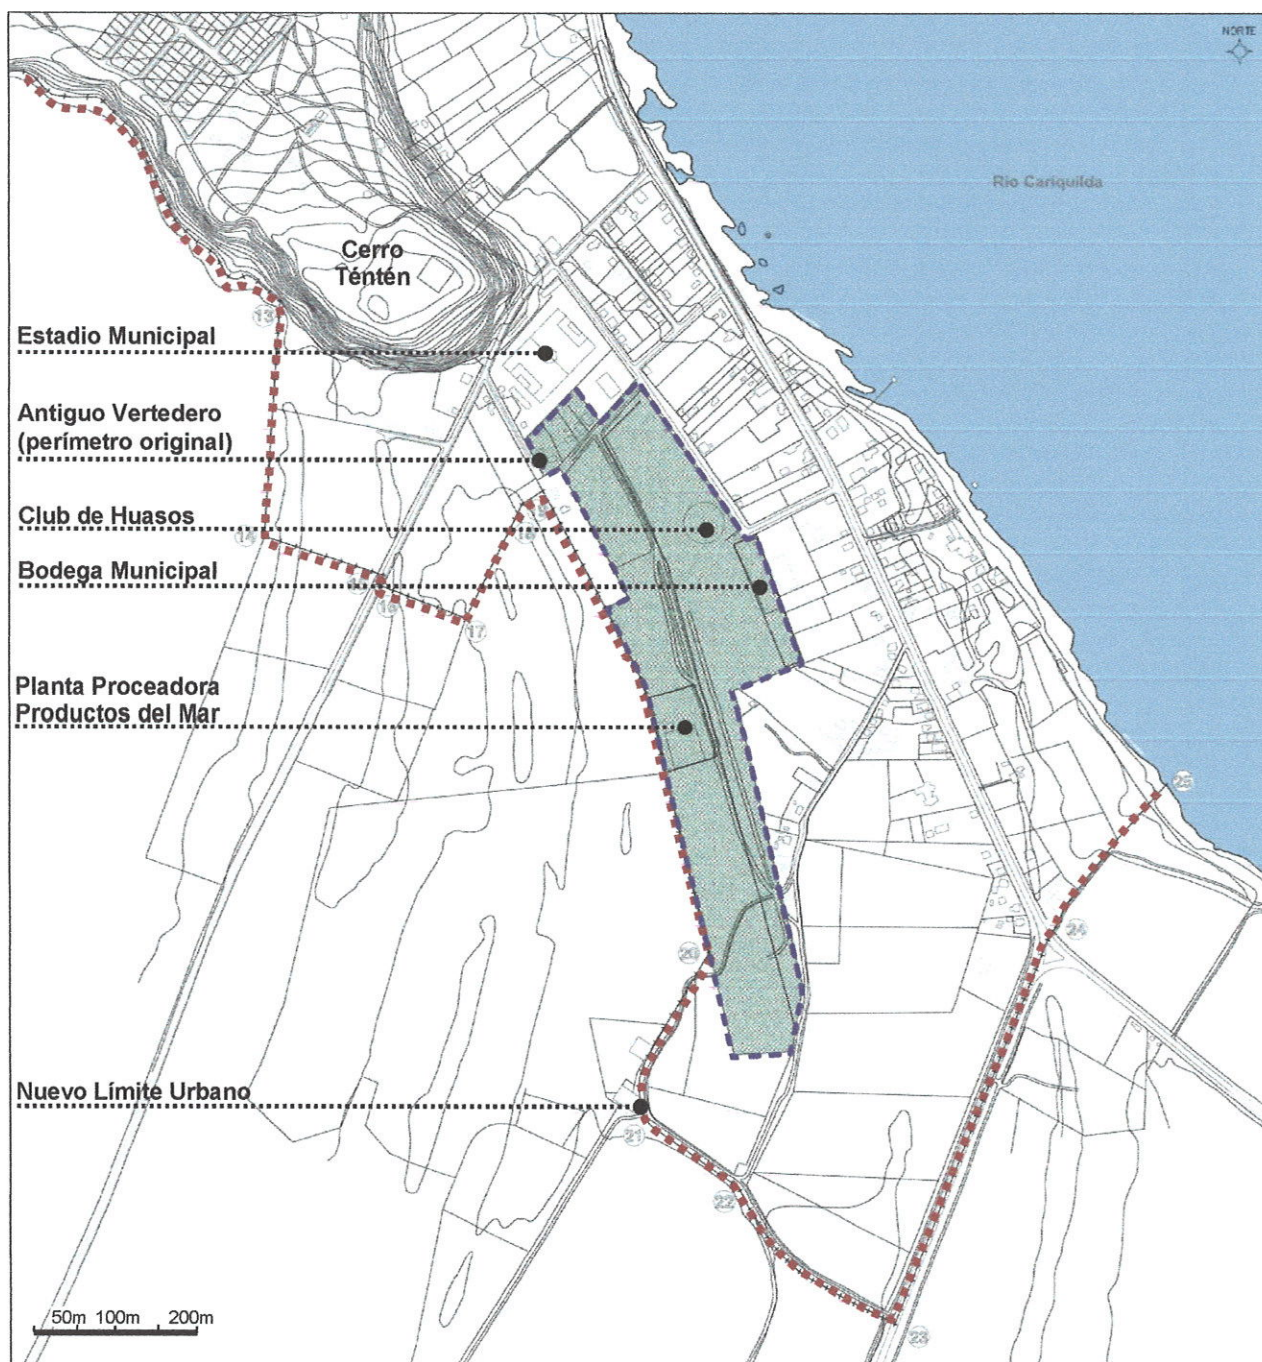 NORTE
Rio Cariquilda
Cerro
Téntén
13
Estadio Municipal
Antiguo Vertedero
(perímetro original)
Club de Huasos
14
Bodega Municipal
16
17
Planta Proceadora
Productos del Mar
25
24
20
Nuevo Límite Urbano
21
22
50m 100m 200m
23